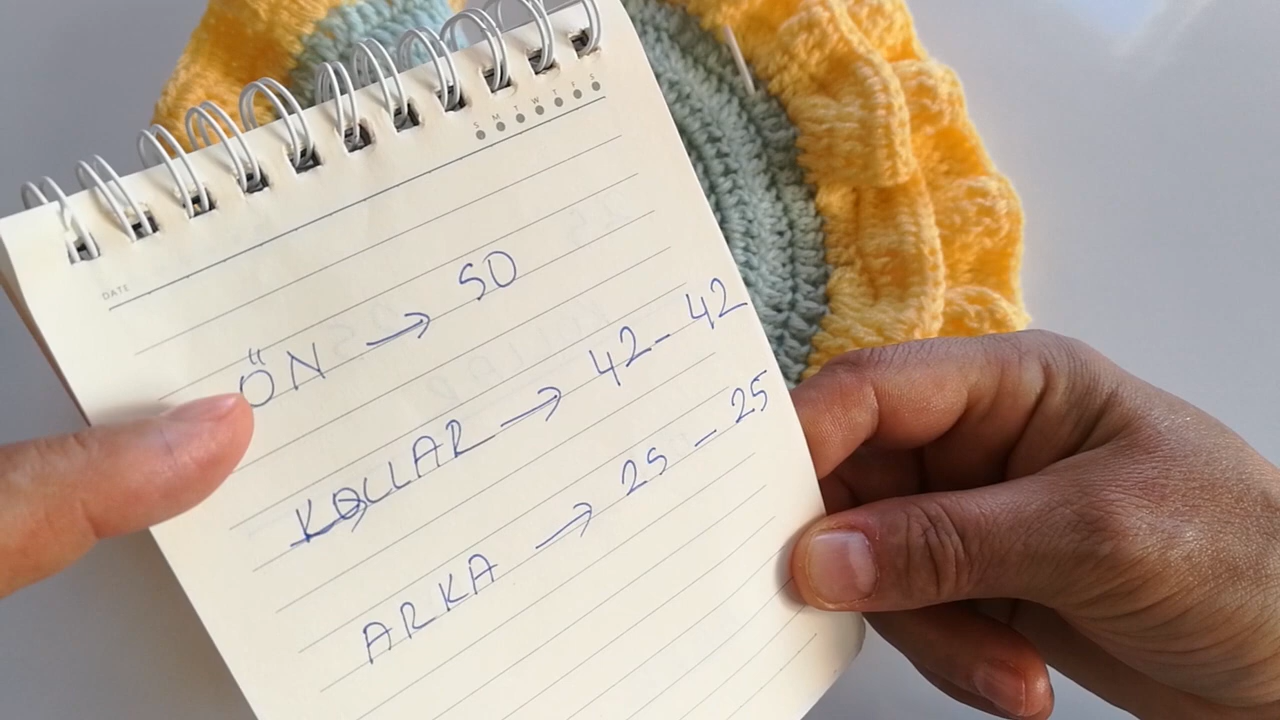 S M T W T F S
DATE
ÖN → 50
KOLLAR → 42-42
ARKA → 25-25